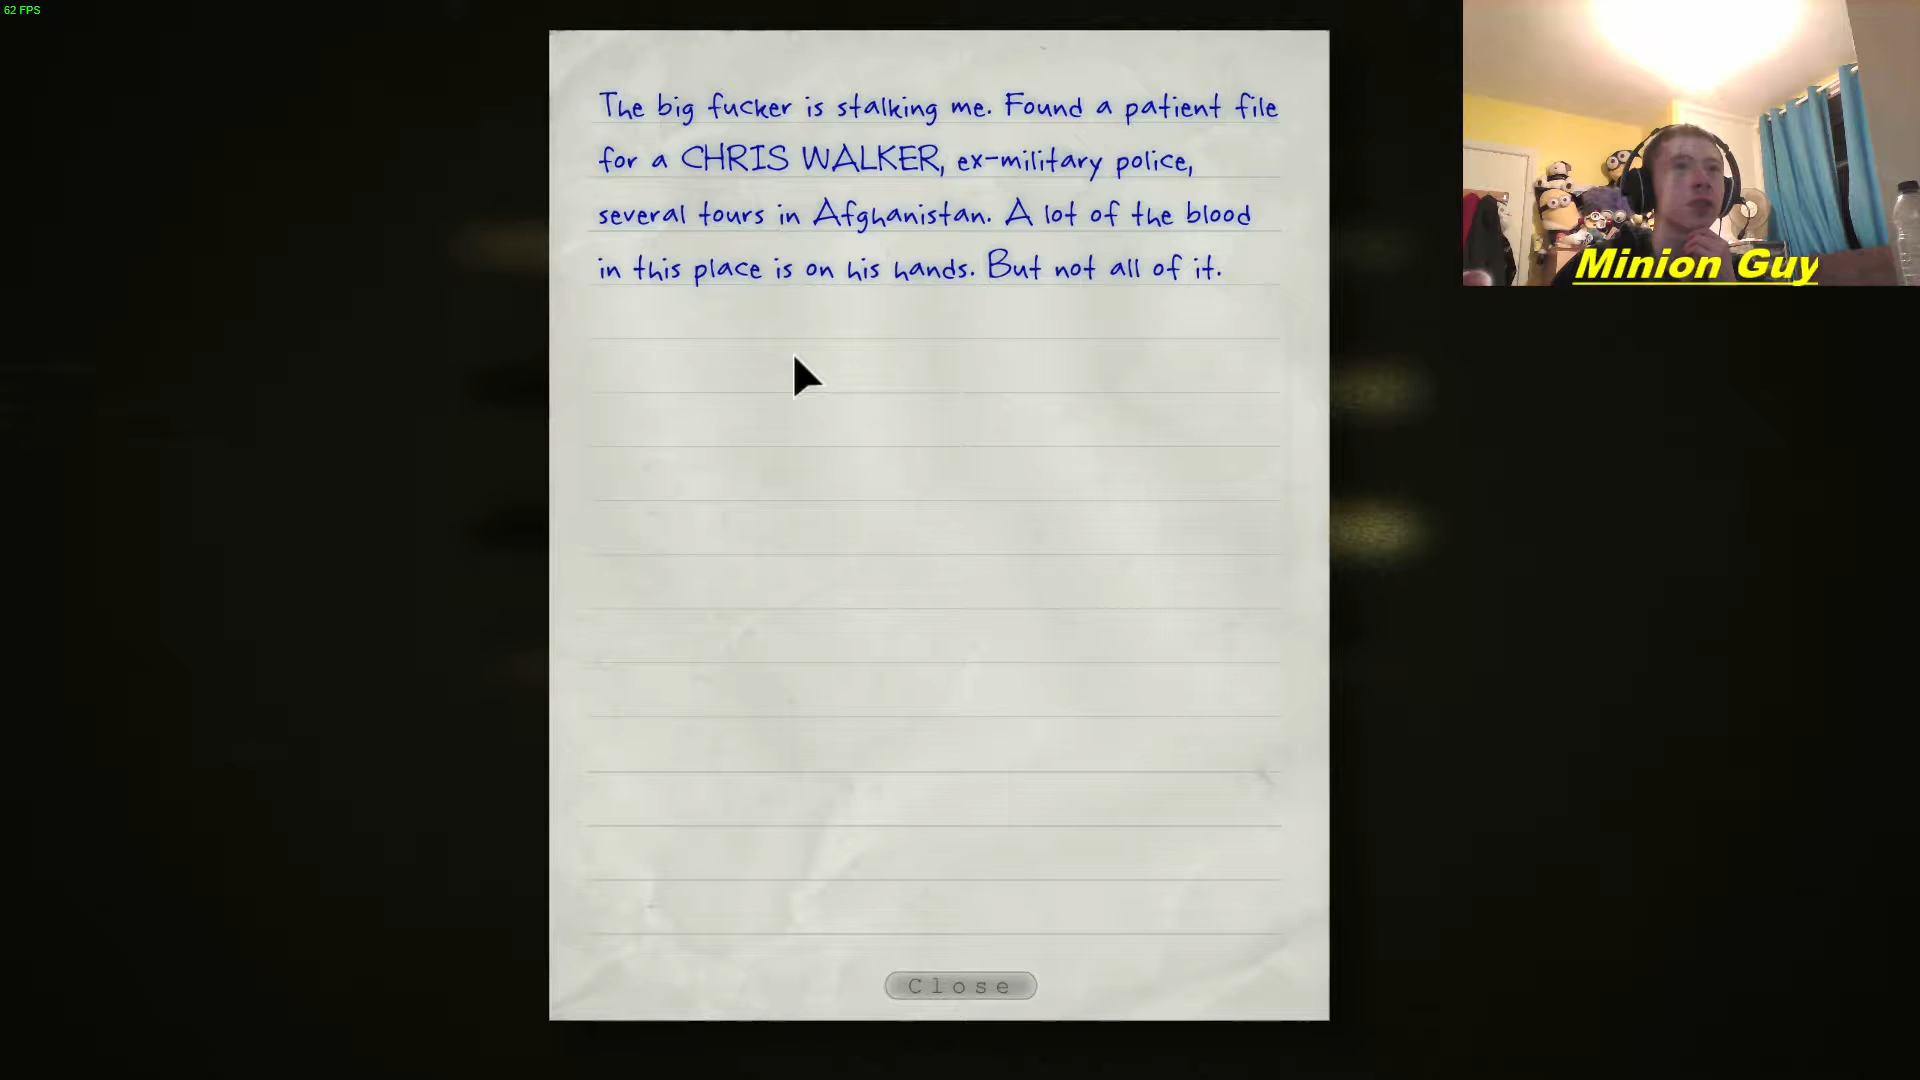 62 FPS
The big fucker is stalking me. Found a patient file
for a CHRIS WALKER, ex-military police,
several tours in Afghanistan. A lot of the blood
in this place is on his hands. But not all of it.
Minion Guy
Close